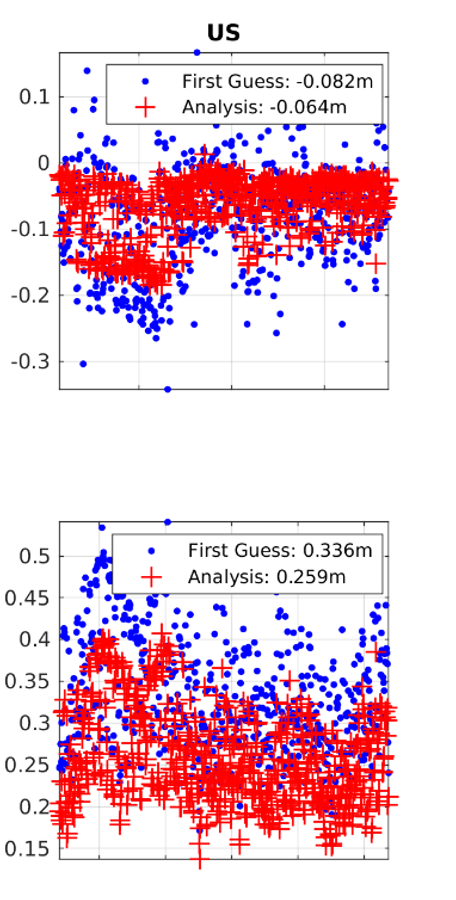 US
First Guess: -0.082m
Analysis: -0.064m
0.1
0
-0.1
-0.2
-0.3
First Guess: 0.336m
Analysis: 0.259m
0.5
0.45
0.4
0.35
0.3
0.25
0.2
0.15